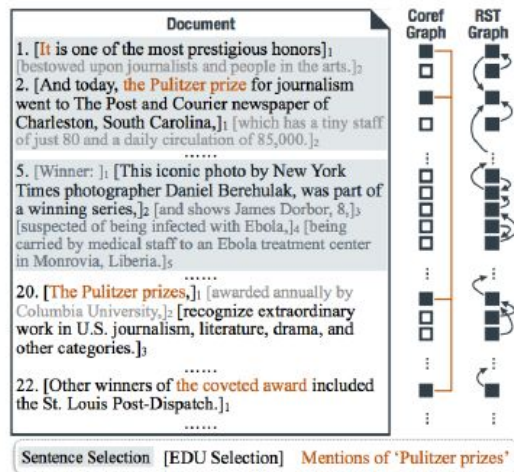 Document
Coref Graph
RST Graph
1. [It is one of the most prestigious honors]1
[bestowed upon journalists and people in the arts.]2
2. [And today, the Pulitzer prize for journalism
went to The Post and Courier newspaper of
Charleston, South Carolina,]1 [which has a tiny staff
of just 80 and a daily circulation of 85,000.]2
......
5. [Winner: ]1 [This iconic photo by New York
Times photographer Daniel Berehulak, was part of
a winning series,]2 [and shows James Dorbor, 8,]3
[suspected of being infected with Ebola,]4 [being
carried by medical staff to an Ebola treatment center
in Monrovia, Liberia.]5
......
20. [The Pulitzer prizes,]1 [awarded annually by
Columbia University,]2 [recognize extraordinary
work in U.S. journalism, literature, drama, and
other categories.]3
......
22. [Other winners of the coveted award included
the St. Louis Post-Dispatch.]1
......
Sentence Selection [EDU Selection] Mentions of 'Pulitzer prizes'